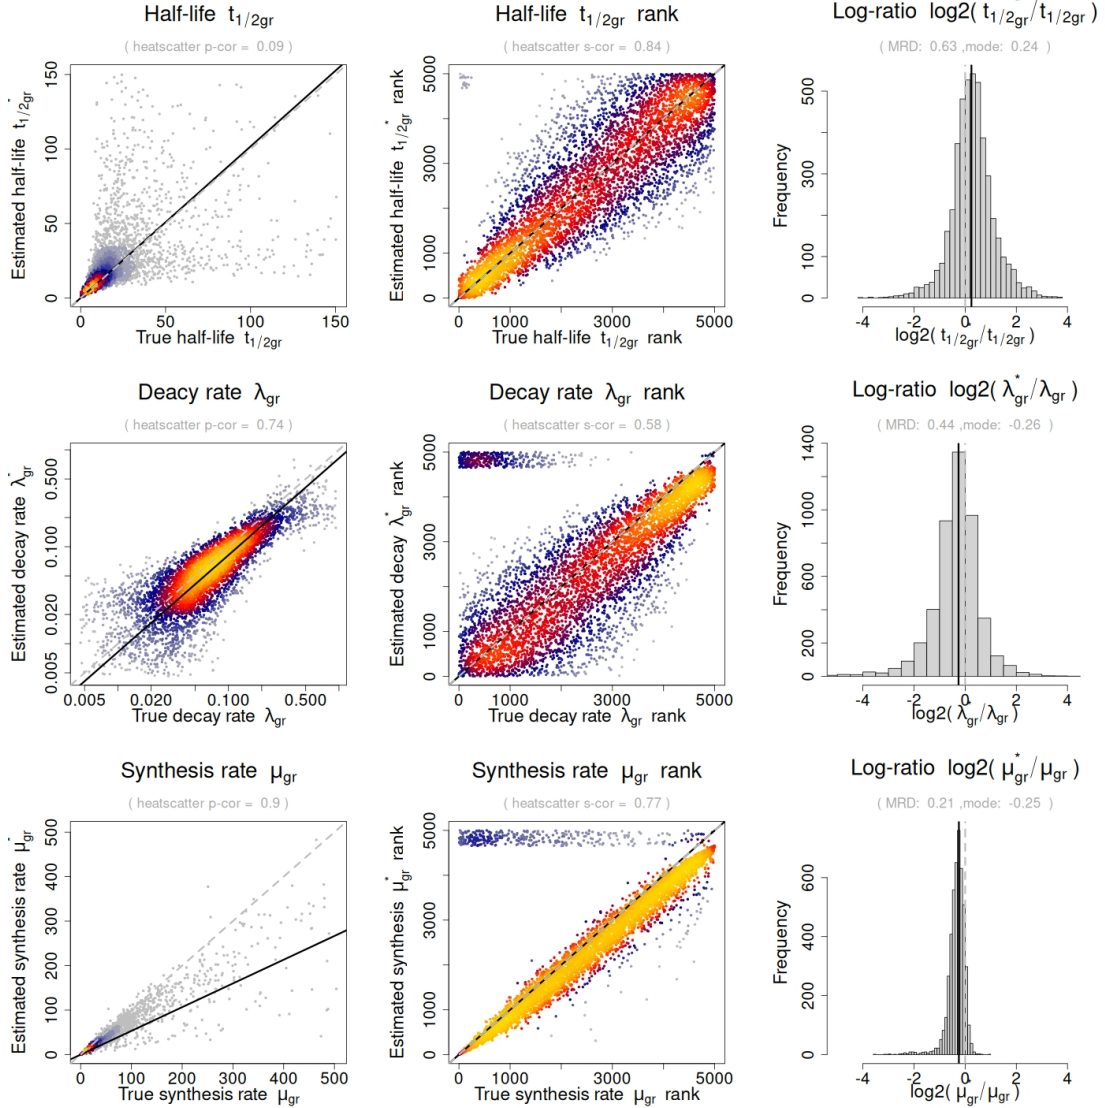 Half-life t1/2gr
( heatscatter p-cor = 0.09 )
Estimated half-life t*1/2gr
150
100
50
0
0 50 100 150
True half-life t1/2gr
Half-life t1/2gr rank
( heatscatter s-cor = 0.84 )
Estimated half-life t*1/2gr rank
5000
3000
1000
0
0 1000 3000 5000
True half-life t1/2gr rank
Log-ratio log2( t*1/2gr/t1/2gr )
( MRD: 0.63 ,mode: 0.24 )
Frequency
500
300
100
0
-4 -2 0 2 4
log2( t*1/2gr/t1/2gr )
Deacy rate λgr
( heatscatter p-cor = 0.74 )
Estimated decay rate λ*gr
0.500
0.100
0.020
0.005
0.005 0.020 0.100 0.500
True decay rate λgr
Decay rate λgr rank
( heatscatter s-cor = 0.58 )
Estimated decay rate λ*gr rank
5000
3000
1000
0
0 1000 3000 5000
True decay rate λgr rank
Log-ratio log2( λ*gr/λgr )
( MRD: 0.44 ,mode: -0.26 )
Frequency
1400
1000
600
200
0
-4 -2 0 2 4
log2( λ*gr/λgr )
Synthesis rate μgr
( heatscatter p-cor = 0.9 )
Estimated synthesis rate μ*gr
500
400
300
200
100
0
0 100 200 300 400 500
True synthesis rate μgr
Synthesis rate μgr rank
( heatscatter s-cor = 0.77 )
Estimated synthesis rate μ*gr rank
5000
3000
1000
0
0 1000 3000 5000
True synthesis rate μgr rank
Log-ratio log2( μ*gr/μgr )
( MRD: 0.21 ,mode: -0.25 )
Frequency
600
400
200
0
-4 -2 0 2 4
log2( μ*gr/μgr )